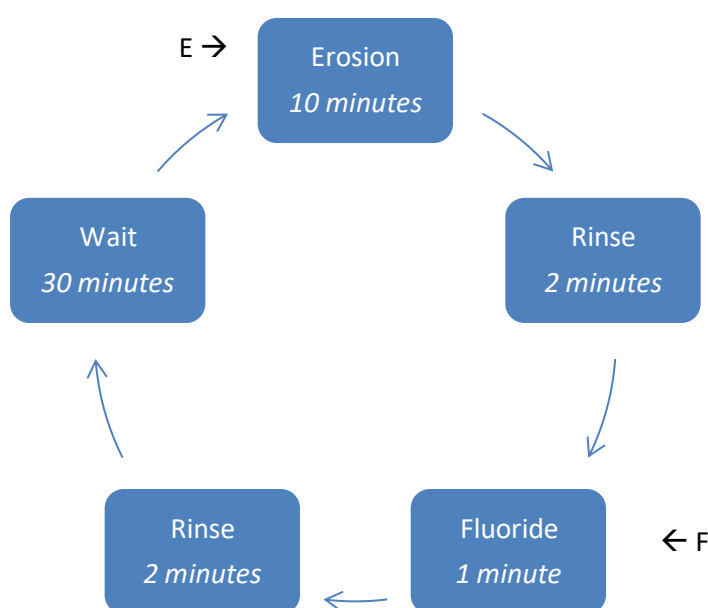 E →
Erosion
10 minutes
Wait
30 minutes
Rinse
2 minutes
Rinse
2 minutes
Fluoride
1 minute
← F